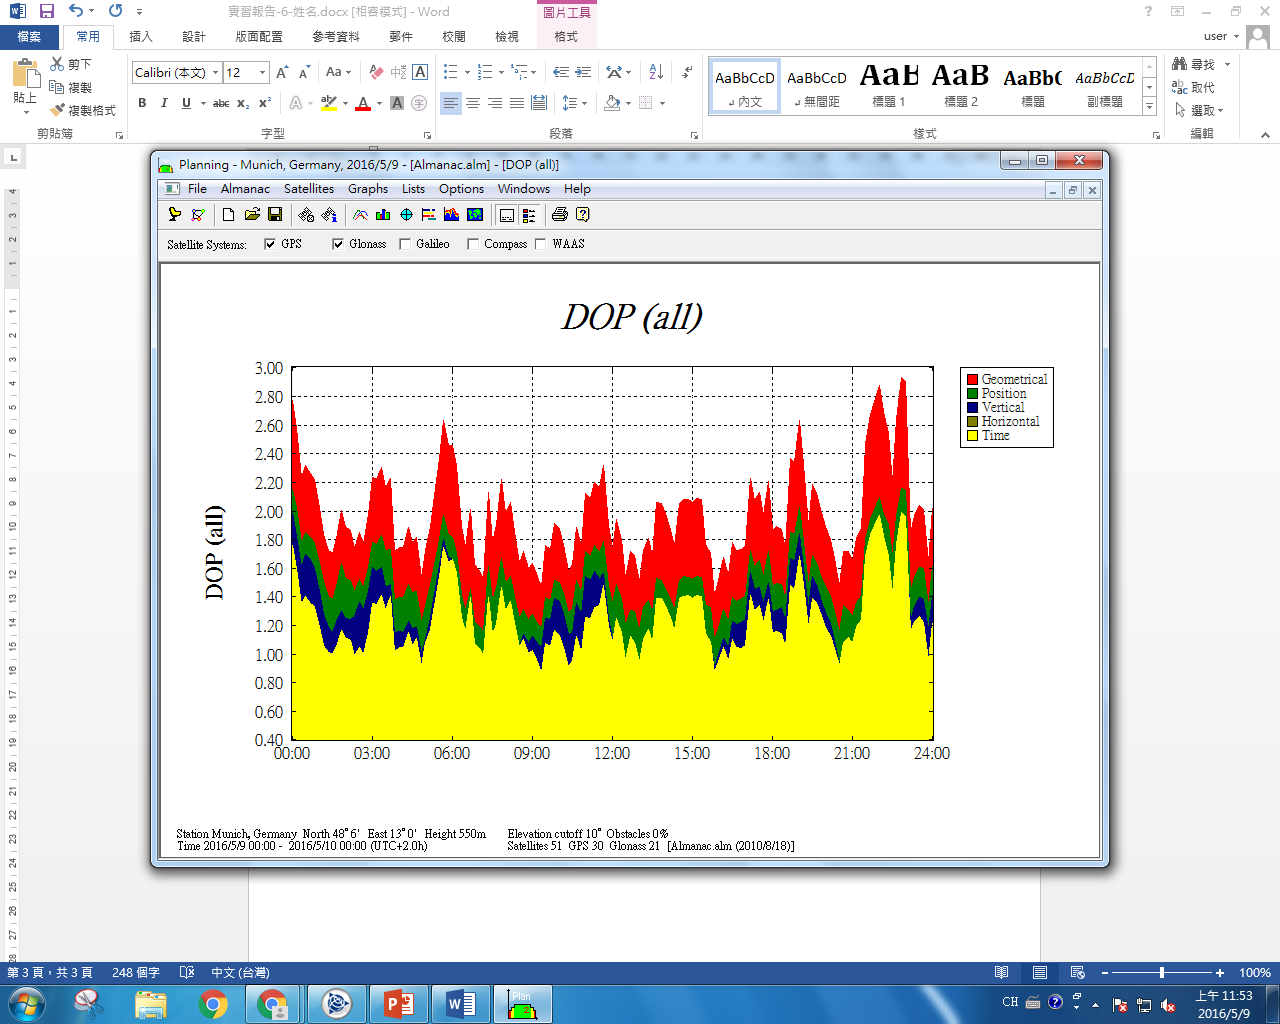 實習報告-6-姓名.docx [相容模式] - Word
圖片工具
檔案 常用 插入 設計 版面配置 參考資料 郵件 校閱 檢視 格式
user
貼上
剪下
複製
複製格式
剪貼簿
Calibri (本文) 12
字型
段落
AaBbCcD AaBbCcD AaBb AaBb AaBbC AaBbCcD
內文 無間距 標題 1 標題 2 標題 副標題
樣式
尋找
取代
選取
編輯
Planning - Munich, Germany, 2016/5/9 - [Almanac.alm] - [DOP (all)]
File Almanac Satellites Graphs Lists Options Windows Help
Satellite Systems: GPS Glonass Galileo Compass WAAS
DOP (all)
DOP (all)
3.00
2.80
2.60
2.40
2.20
2.00
1.80
1.60
1.40
1.20
1.00
0.80
0.60
0.40
00:00 03:00 06:00 09:00 12:00 15:00 18:00 21:00 24:00
Geometrical
Position
Vertical
Horizontal
Time
Station Munich, Germany North 48° 6' East 13° 0' Height 550m Elevation cutoff 10° Obstacles 0%
Time 2016/5/9 00:00 - 2016/5/10 00:00 (UTC+2.0h) Satellites 51 GPS 30 Glonass 21 [Almanac.alm (2010/8/18)]
第 3 頁，共 3 頁 248 個字 中文 (台灣) 100%
CH
上午 11:53
2016/5/9